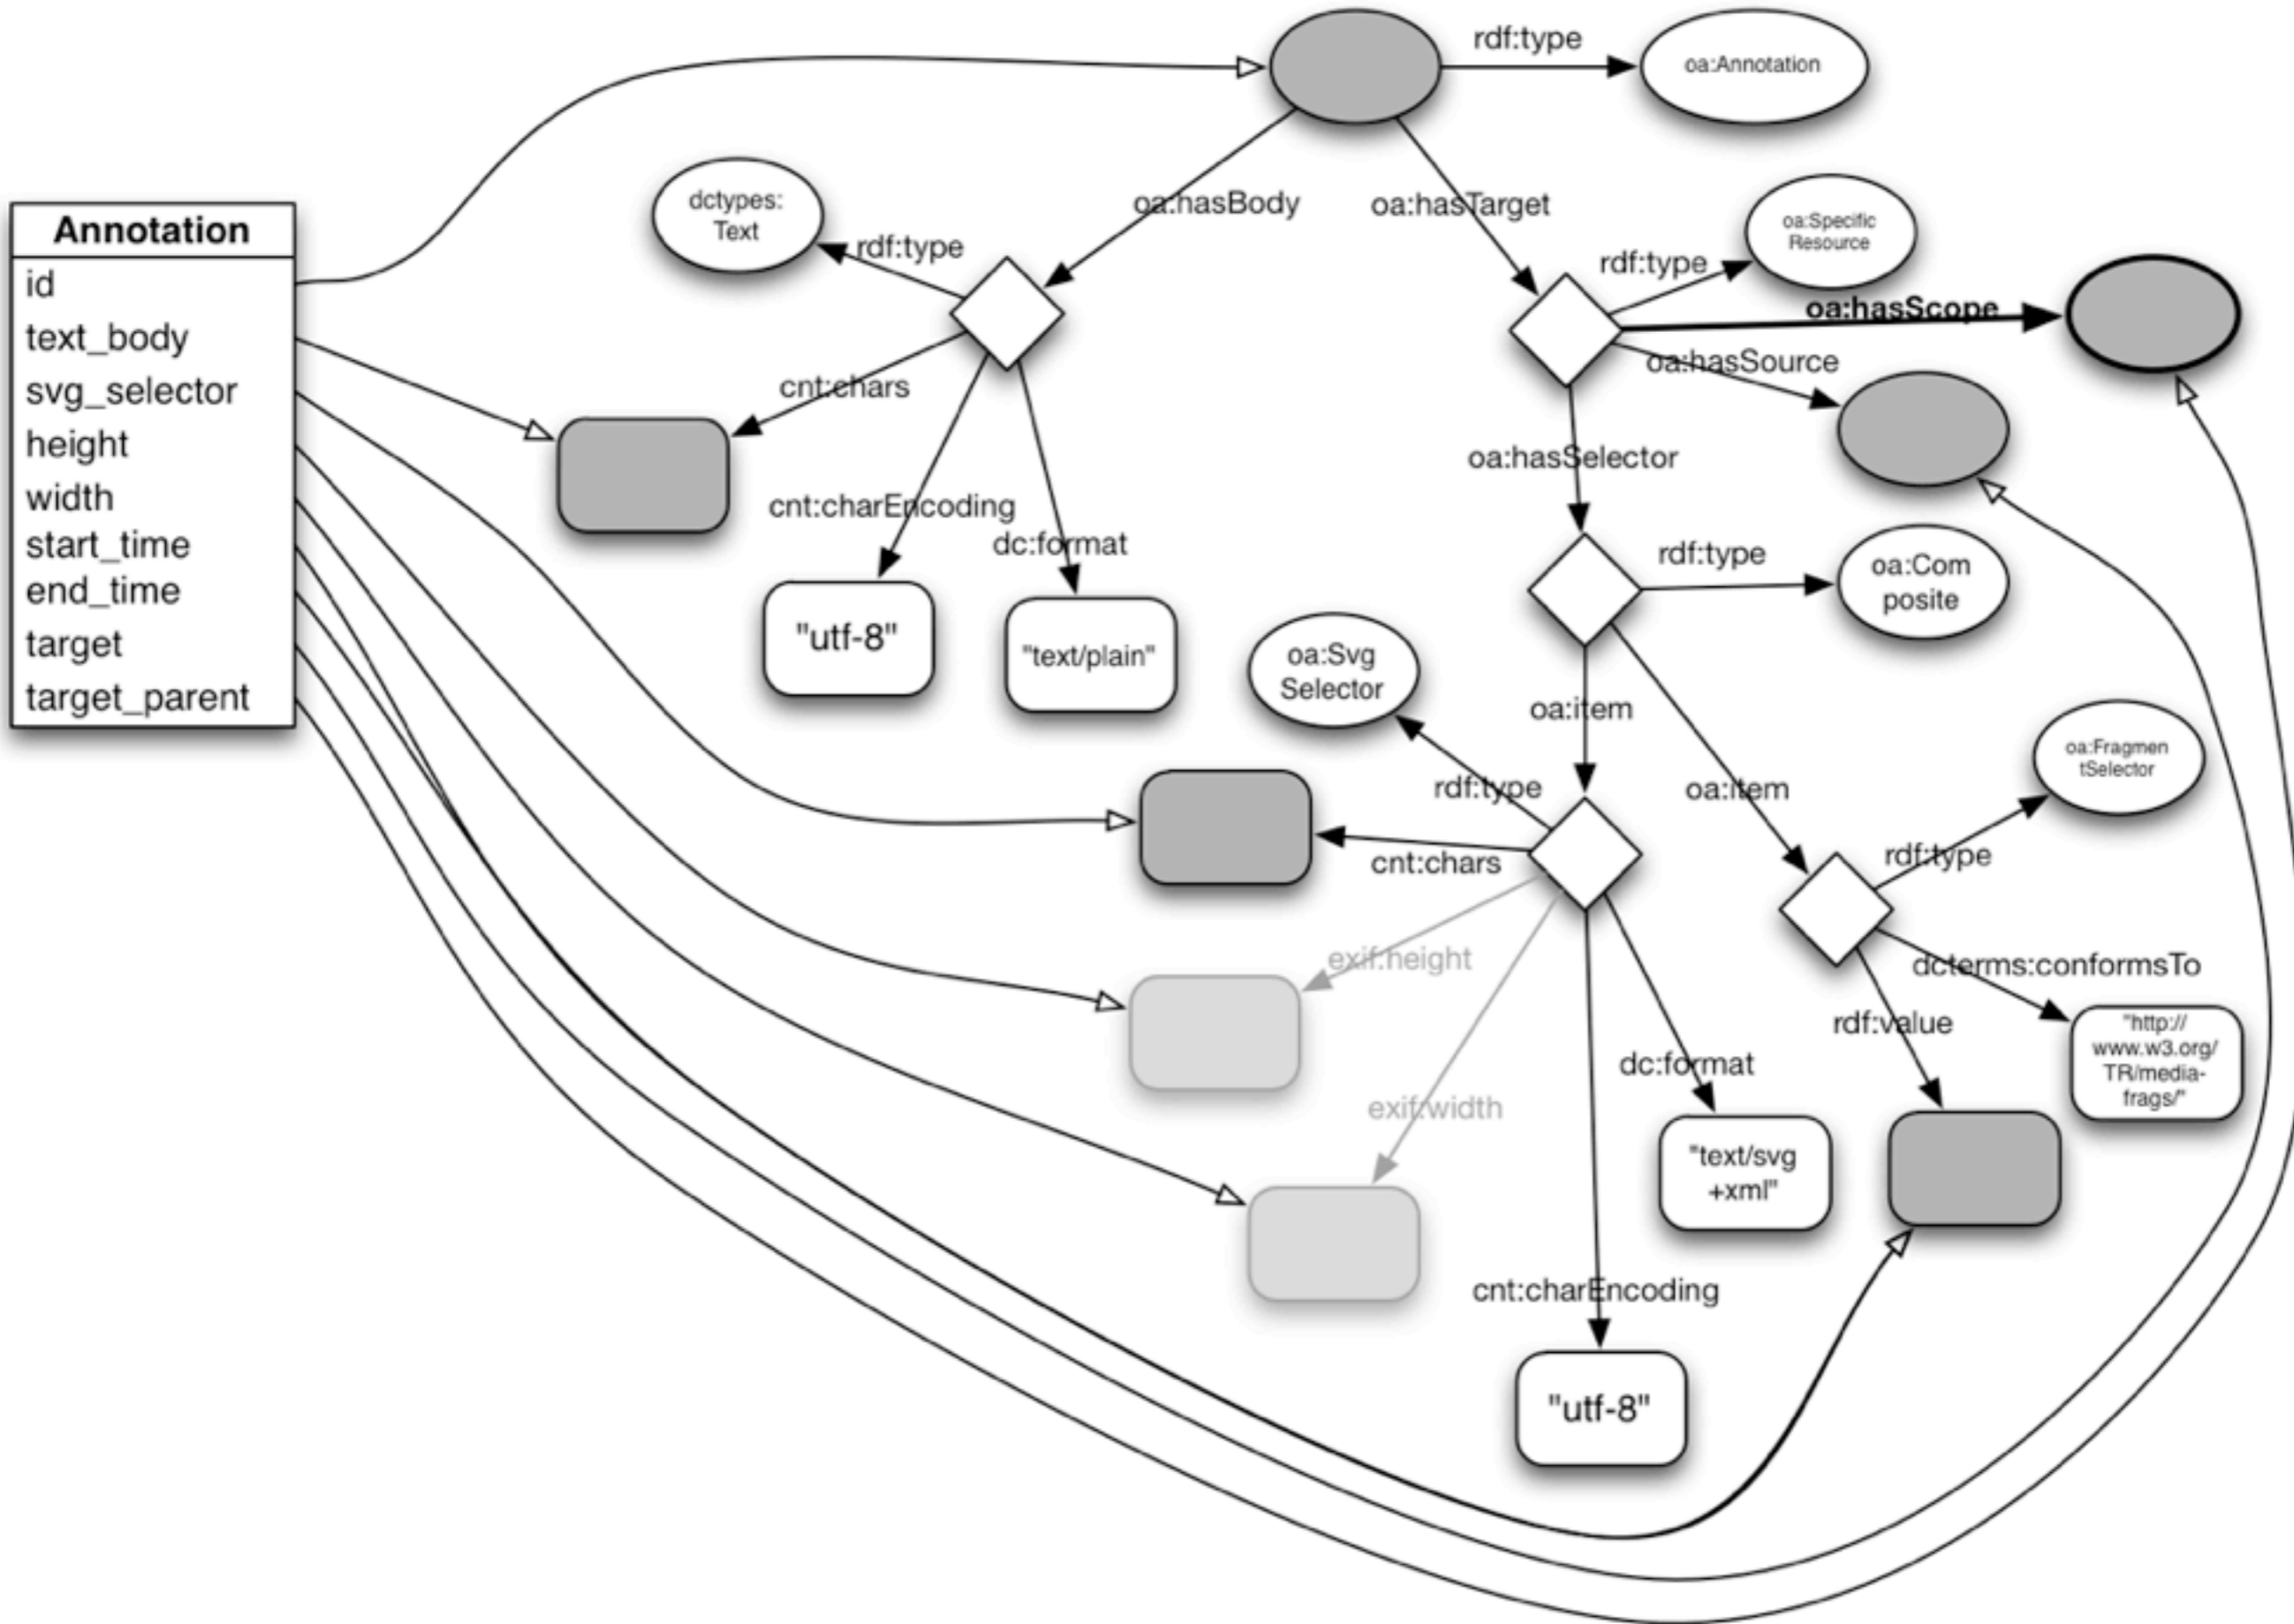 Annotation
id
text_body
svg_selector
height
width
start_time
end_time
target
target_parent
rdf:type
oa:Annotation
oa:hasBody
oa:hasTarget
dctypes:
Text
rdf:type
cnt:chars
cnt:charEncoding
dc:format
"utf-8"
"text/plain"
oa:Specific
Resource
rdf:type
oa:hasScope
oa:hasSource
oa:hasSelector
rdf:type
oa:Com
posite
oa:Svg
Selector
oa:item
oa:item
rdf:type
cnt:chars
oa:Fragmen
tSelector
rdf:type
exif:height
exif:width
dc:format
dcterms:conformsTo
rdf:value
"http://
www.w3.org/
TR/media-
frags/"
"text/svg
+xml"
cnt:charEncoding
"utf-8"